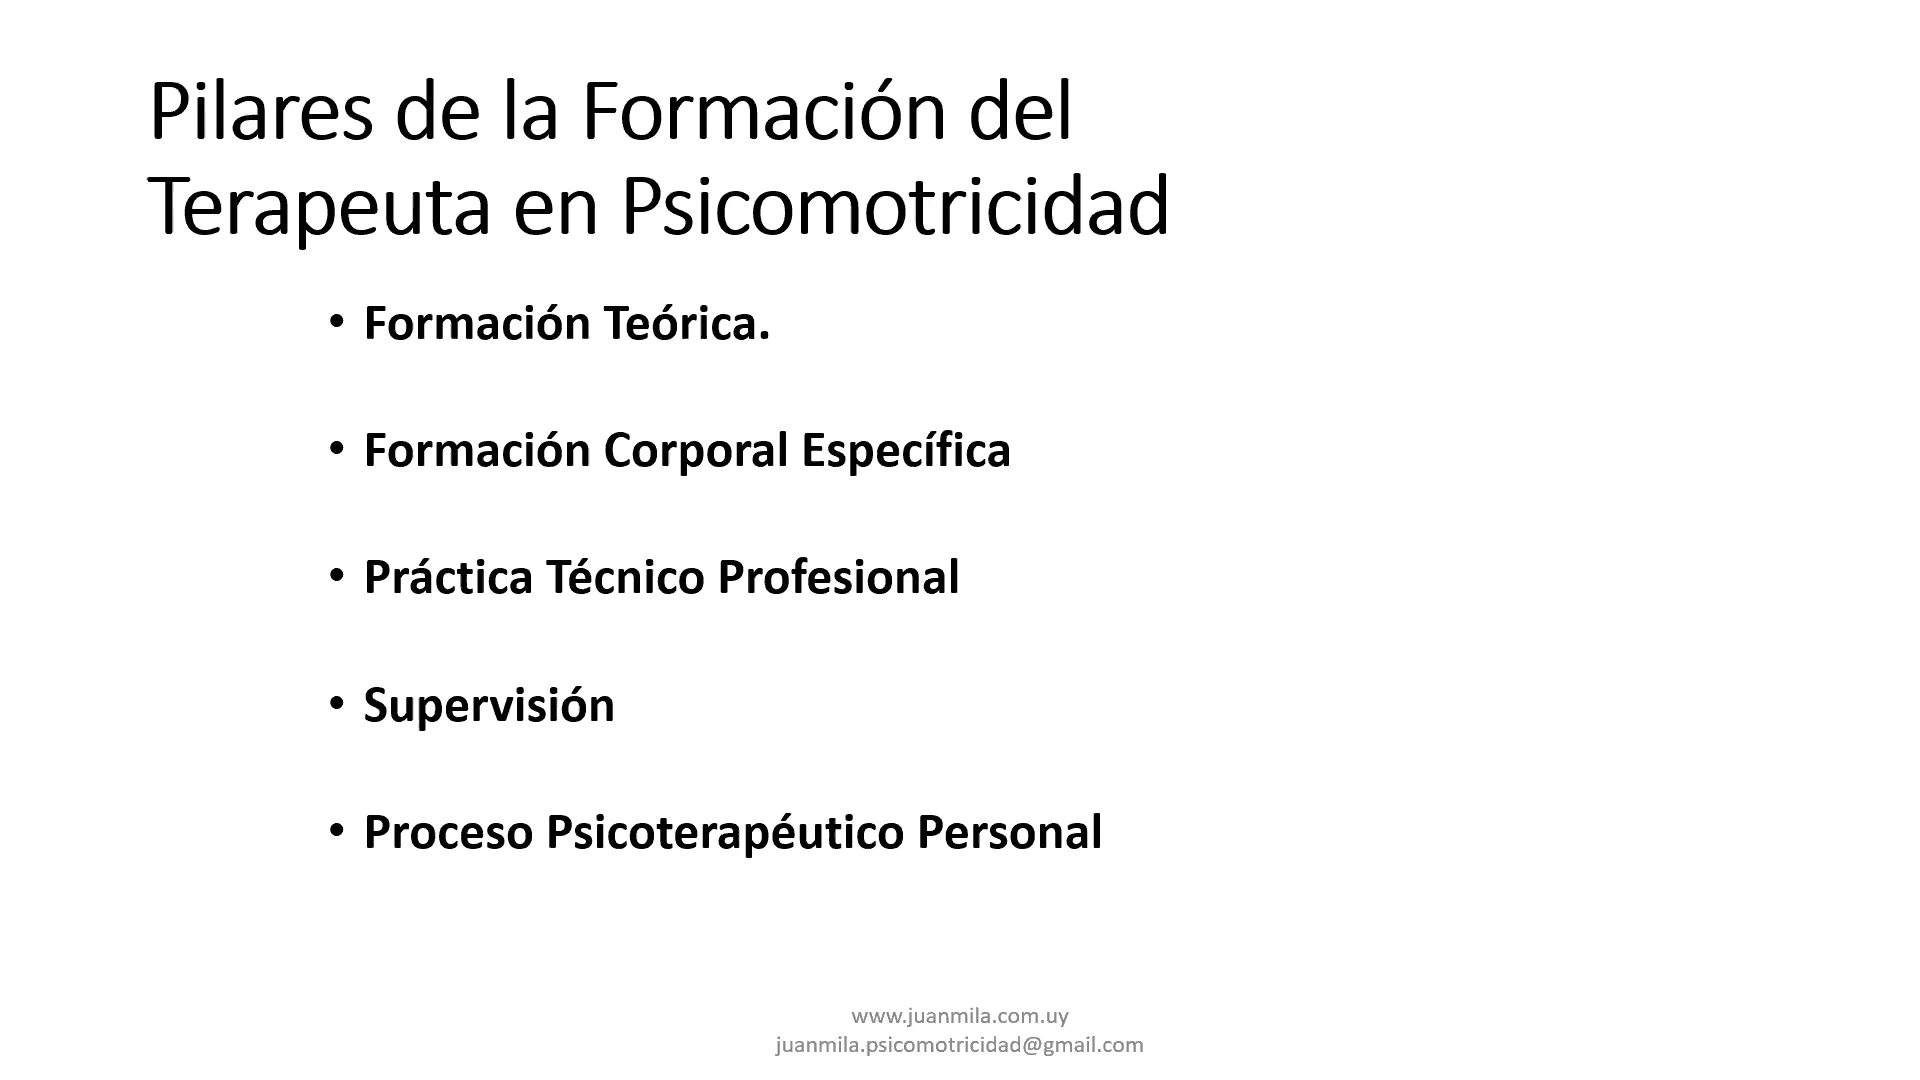 Pilares de la Formación del
Terapeuta en Psicomotricidad
• Formación Teórica.
• Formación Corporal Específica
• Práctica Técnico Profesional
• Supervisión
• Proceso Psicoterapéutico Personal
www.juanmila.com.uy
juanmila.psicomotricidad@gmail.com